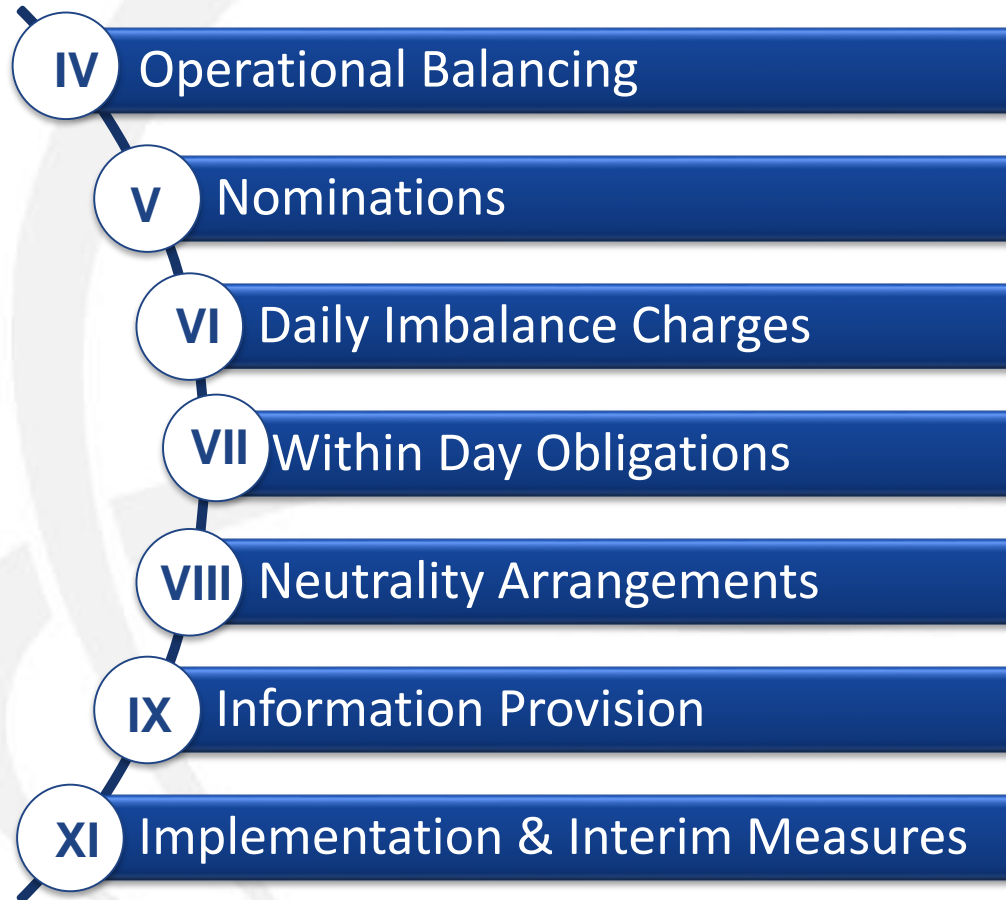 IV Operational Balancing
V Nominations
VI Daily Imbalance Charges
VII Within Day Obligations
VIII Neutrality Arrangements
IX Information Provision
XI Implementation & Interim Measures